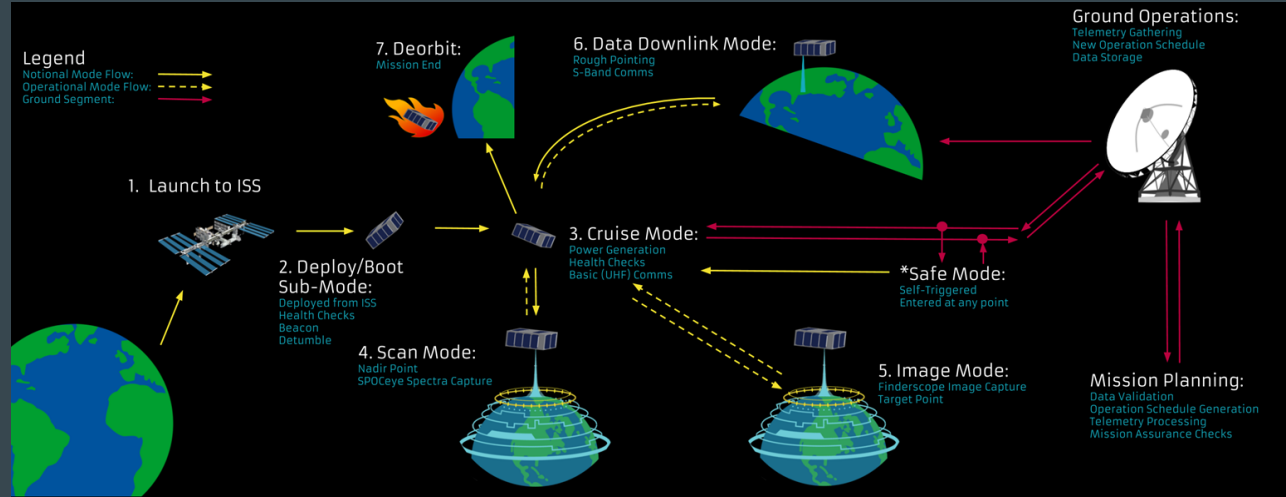 Legend
Notional Mode Flow:
Operational Mode Flow:
Ground Segment:
1. Launch to ISS
2. Deploy/Boot
Sub-Mode:
Deployed from ISS
Health Checks
Beacon
Detumble
3. Cruise Mode:
Power Generation
Health Checks
Basic (UHF) Comms
4. Scan Mode:
Nadir Point
SPOCeye Spectra Capture
5. Image Mode:
Finderscope Image Capture
Target Point
6. Data Downlink Mode:
Rough Pointing
S-Band Comms
7. Deorbit:
Mission End
*Safe Mode:
Self-Triggered
Entered at any point
Ground Operations:
Telemetry Gathering
New Operation Schedule
Data Storage
Mission Planning:
Data Validation
Operation Schedule Generation
Telemetry Processing
Mission Assurance Checks